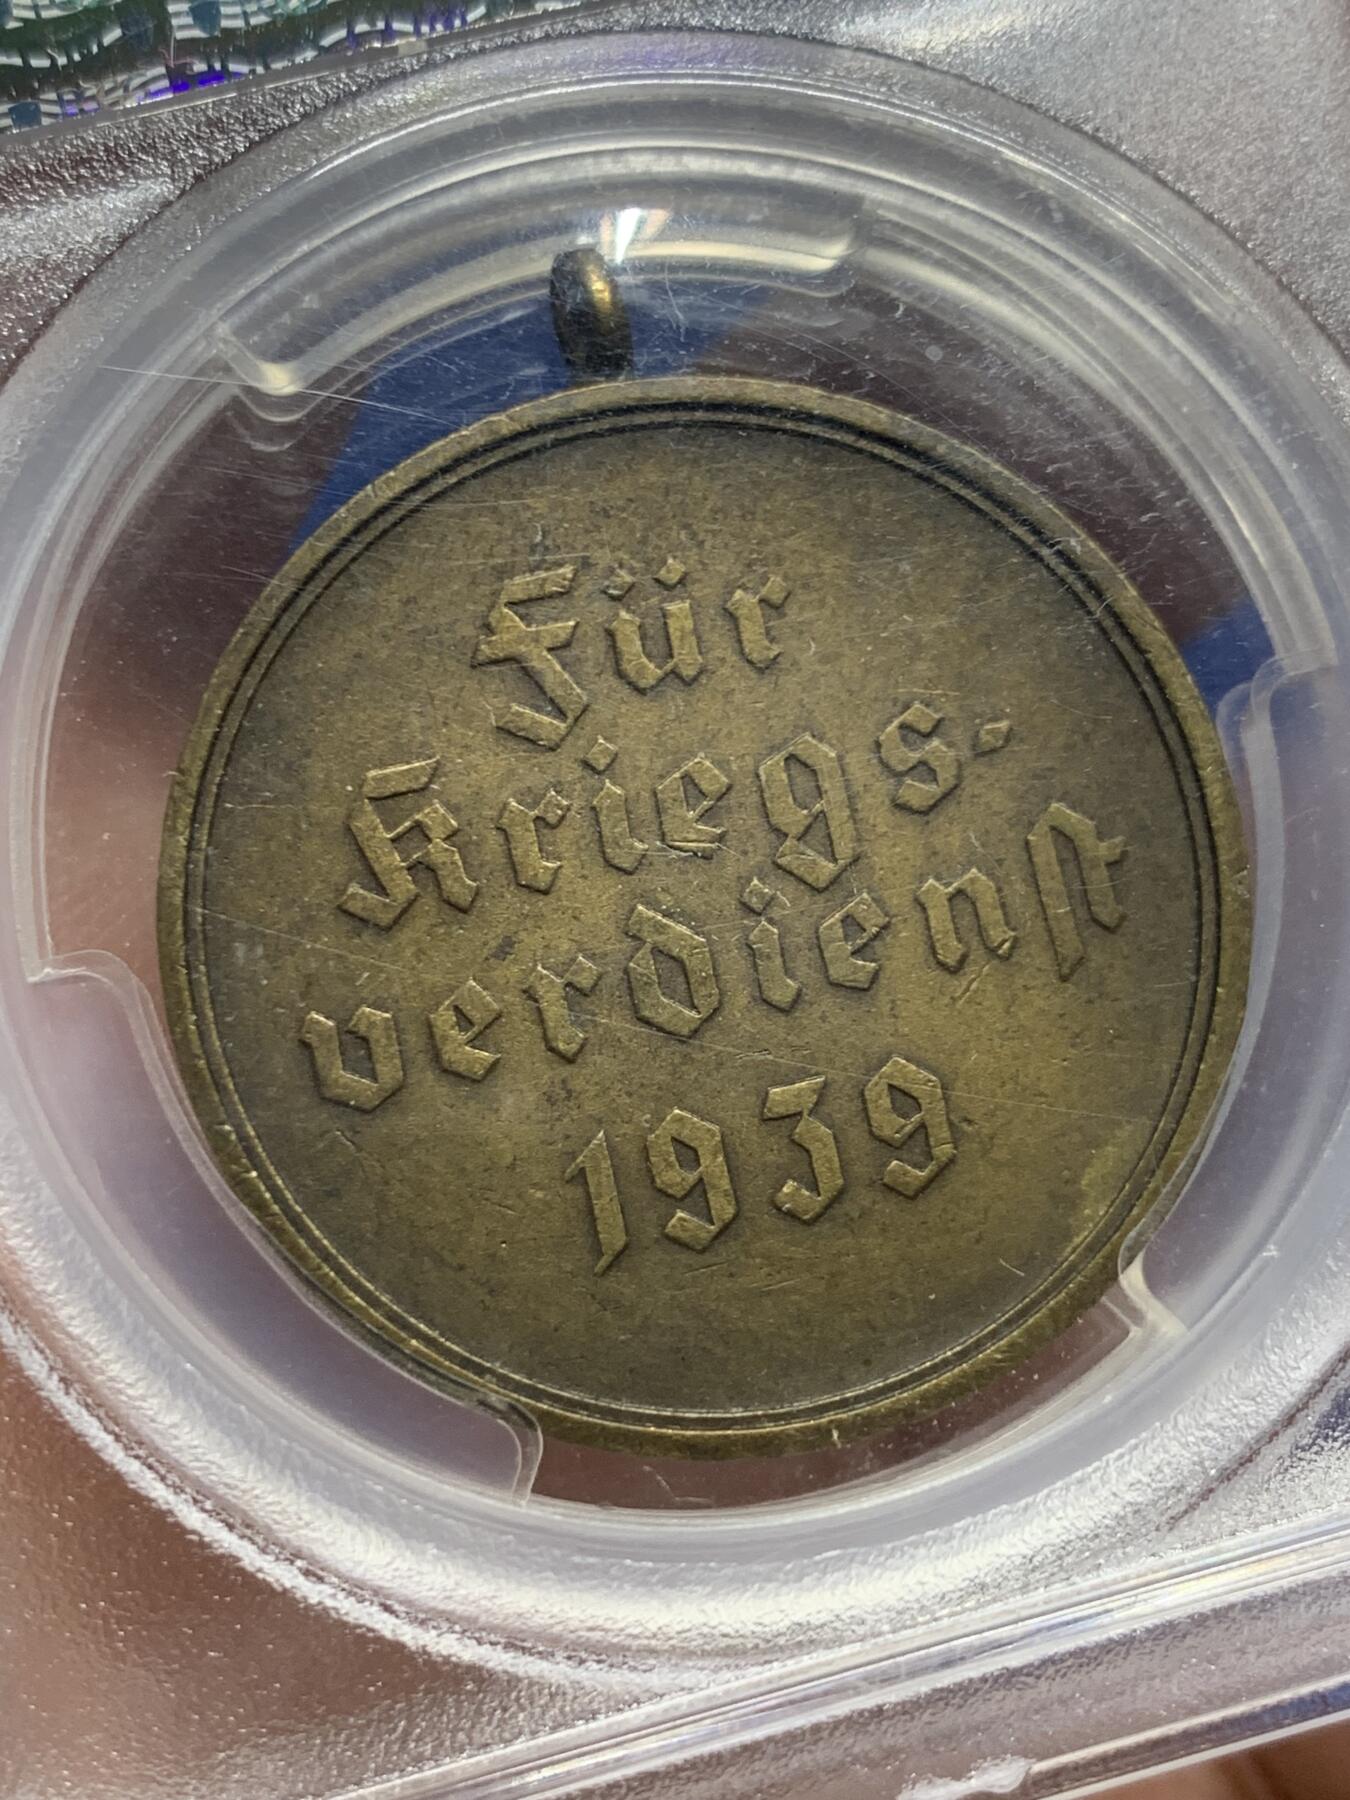 Für
Kriegs-
verdienst
1939